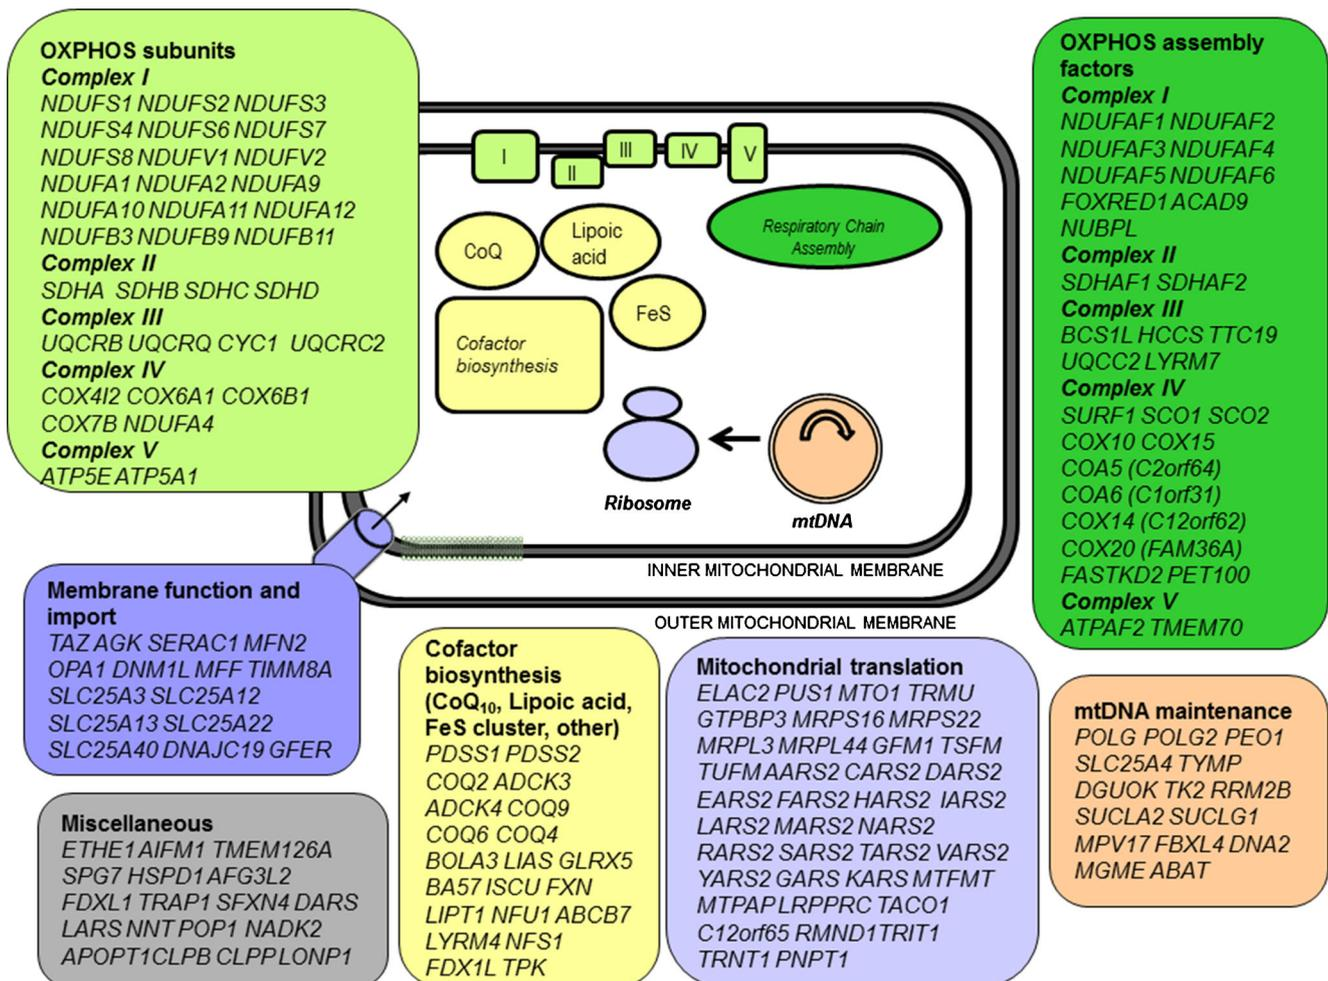 OXPHOS subunits
Complex I
NDUFS1 NDUFS2 NDUFS3
NDUFS4 NDUFS6 NDUFS7
NDUFS8 NDUFV1 NDUFV2
NDUFA1 NDUFA2 NDUFA9
NDUFA10 NDUFA11 NDUFA12
NDUFB3 NDUFB9 NDUFB11
Complex II
SDHA SDHB SDHC SDHD
Complex III
UQCRB UQCRQ CYC1 UQCRC2
Complex IV
COX4I2 COX6A1 COX6B1
COX7B NDUFA4
Complex V
ATP5E ATP5A1
I
II
III
IV
V
CoQ
Lipoic
acid
FeS
Cofactor
biosynthesis
Respiratory Chain
Assembly
Ribosome
mtDNA
INNER MITOCHONDRIAL MEMBRANE
OUTER MITOCHONDRIAL MEMBRANE
OXPHOS assembly
factors
Complex I
NDUFAF1 NDUFAF2
NDUFAF3 NDUFAF4
NDUFAF5 NDUFAF6
FOXRED1 ACAD9
NUBPL
Complex II
SDHAF1 SDHAF2
Complex III
BCS1L HCCS TTC19
UQCC2 LYRM7
Complex IV
SURF1 SCO1 SCO2
COX10 COX15
COA5 (C2orf64)
COA6 (C1orf31)
COX14 (C12orf62)
COX20 (FAM36A)
FASTKD2 PET100
Complex V
ATPAF2 TMEM70
Membrane function and
import
TAZ AGK SERAC1 MFN2
OPA1 DNM1L MFF TIMM8A
SLC25A3 SLC25A12
SLC25A13 SLC25A22
SLC25A40 DNAJC19 GFER
Miscellaneous
ETHE1 AIFM1 TMEM126A
SPG7 HSPD1 AFG3L2
FDXL1 TRAP1 SFXN4 DARS
LARS NNT POP1 NADK2
APOPT1 CLPB CLPP LONP1
Cofactor
biosynthesis
(CoQ10, Lipoic acid,
FeS cluster, other)
PDSS1 PDSS2
COQ2 ADCK3
ADCK4 COQ9
COQ6 COQ4
BOLA3 LIAS GLRX5
BA57 ISCU FXN
LIPT1 NFU1 ABCB7
LYRM4 NFS1
FDX1L TPK
Mitochondrial translation
ELAC2 PUS1 MTO1 TRMU
GTPBP3 MRPS16 MRPS22
MRPL3 MRPL44 GFM1 TSFM
TUFM AARS2 CARS2 DARS2
EARS2 FARS2 HARS2 IARS2
LARS2 MARS2 NARS2
RARS2 SARS2 TARS2 VARS2
YARS2 GARS KARS MTFMT
MTPAP LRPPRC TACO1
C12orf65 RMND1 TRIT1
TRNT1 PNPT1
mtDNA maintenance
POLG POLG2 PEO1
SLC25A4 TYMP
DGUOK TK2 RRM2B
SUCLA2 SUCLG1
MPV17 FBXL4 DNA2
MGME ABAT